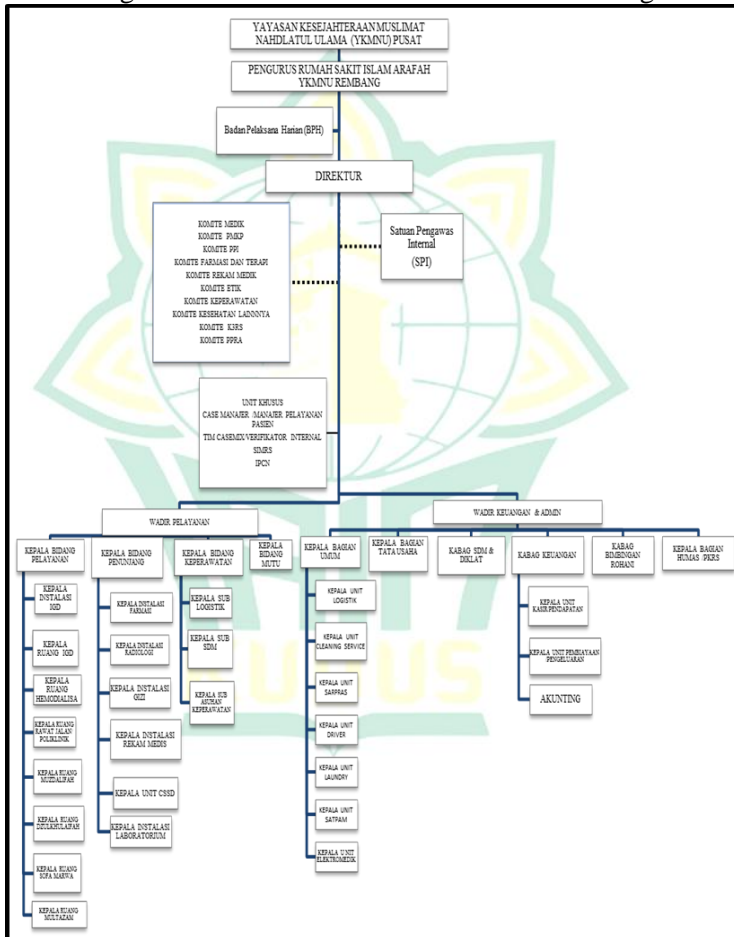 YAYASAN KESEJAHTERAAN MUSLIMAT
NAHDLATUL ULAMA (YKMNU) PUSAT
PENGURUS RUMAH SAKIT ISLAM ARAFAH
YKMNU REMBANG
Badan Pelaksana Harian (BPH)
DIREKTUR
KOMITE MEDIK
KOMITE PMKP
KOMITE PPI
KOMITE FARMASI DAN TERAPI
KOMITE REKAM MEDIK
KOMITE ETIK
KOMITE KEPERAWATAN
KOMITE KESEHATAN
KOMITE K3RS
KOMITE PPRA
Satuan Pengawas
Internal
(SPI)
UNIT KHUSUS
CASE MANAJER /MANAJER PELAYANAN
PASIEN
TIM CASEMIX/VERIFIKATOR INTERNAL
SIMRS
IPCN
WADIR PELAYANAN
WADIR KEUANGAN & ADMIN
KEPALA BIDANG
PELAYANAN
KEPALA BIDANG
PENUNJANG
KEPALA BIDANG
KEPERAWATAN
KEPALA
BIDANG
MUTU
KEPALA BAGIAN
UMUM
KEPALA BAGIAN
TATA USAHA
KABAG SDM &
DIKLAT
KABAG KEUANGAN
KABAG
BIMBINGAN
ROHANI
KEPALA BAGIAN
HUMAS PKRS
KEPALA
INSTALASI
IGD
KEPALA
RUANG IGD
KEPALA
RUANG
HEMODIALISA
KEPALA RUANG
RAWAT JALAN/
POLIKLINIK
KEPALA RUANG
MUZDALIFAH
KEPALA RUANG
DZULKHULAIFAH
KEPALA RUANG
SOFA MARWA
KEPALA RUANG
MULTAZAM
KEPALA INSTALASI
FARMASI
KEPALA INSTALASI
RADIOLOGI
KEPALA INSTALASI
GIZI
KEPALA INSTALASI
REKAM MEDIS
KEPALA UNIT CSSD
KEPALA INSTALASI
LABORATORIUM
KEPALA SUB
LOGISTIK
KEPALA SUB
SDM
KEPALA SUB
ASUHAN
KEPERAWATAN
KEPALA UNIT
LOGISTIK
KEPALA UNIT
CLEANING SERVICE
KEPALA UNIT
SARPRAS
KEPALA UNIT
DRIVER
KEPALA UNIT
LAUNDRY
KEPALA UNIT
SATPAM
KEPALA UNIT
ELEKTROMEDIK
KEPALA UNIT
KASIR/PENDAPATAN
KEPALA UNIT PEMBIAYAAN
PENGELUARAN
AKUNTING
KUDUS